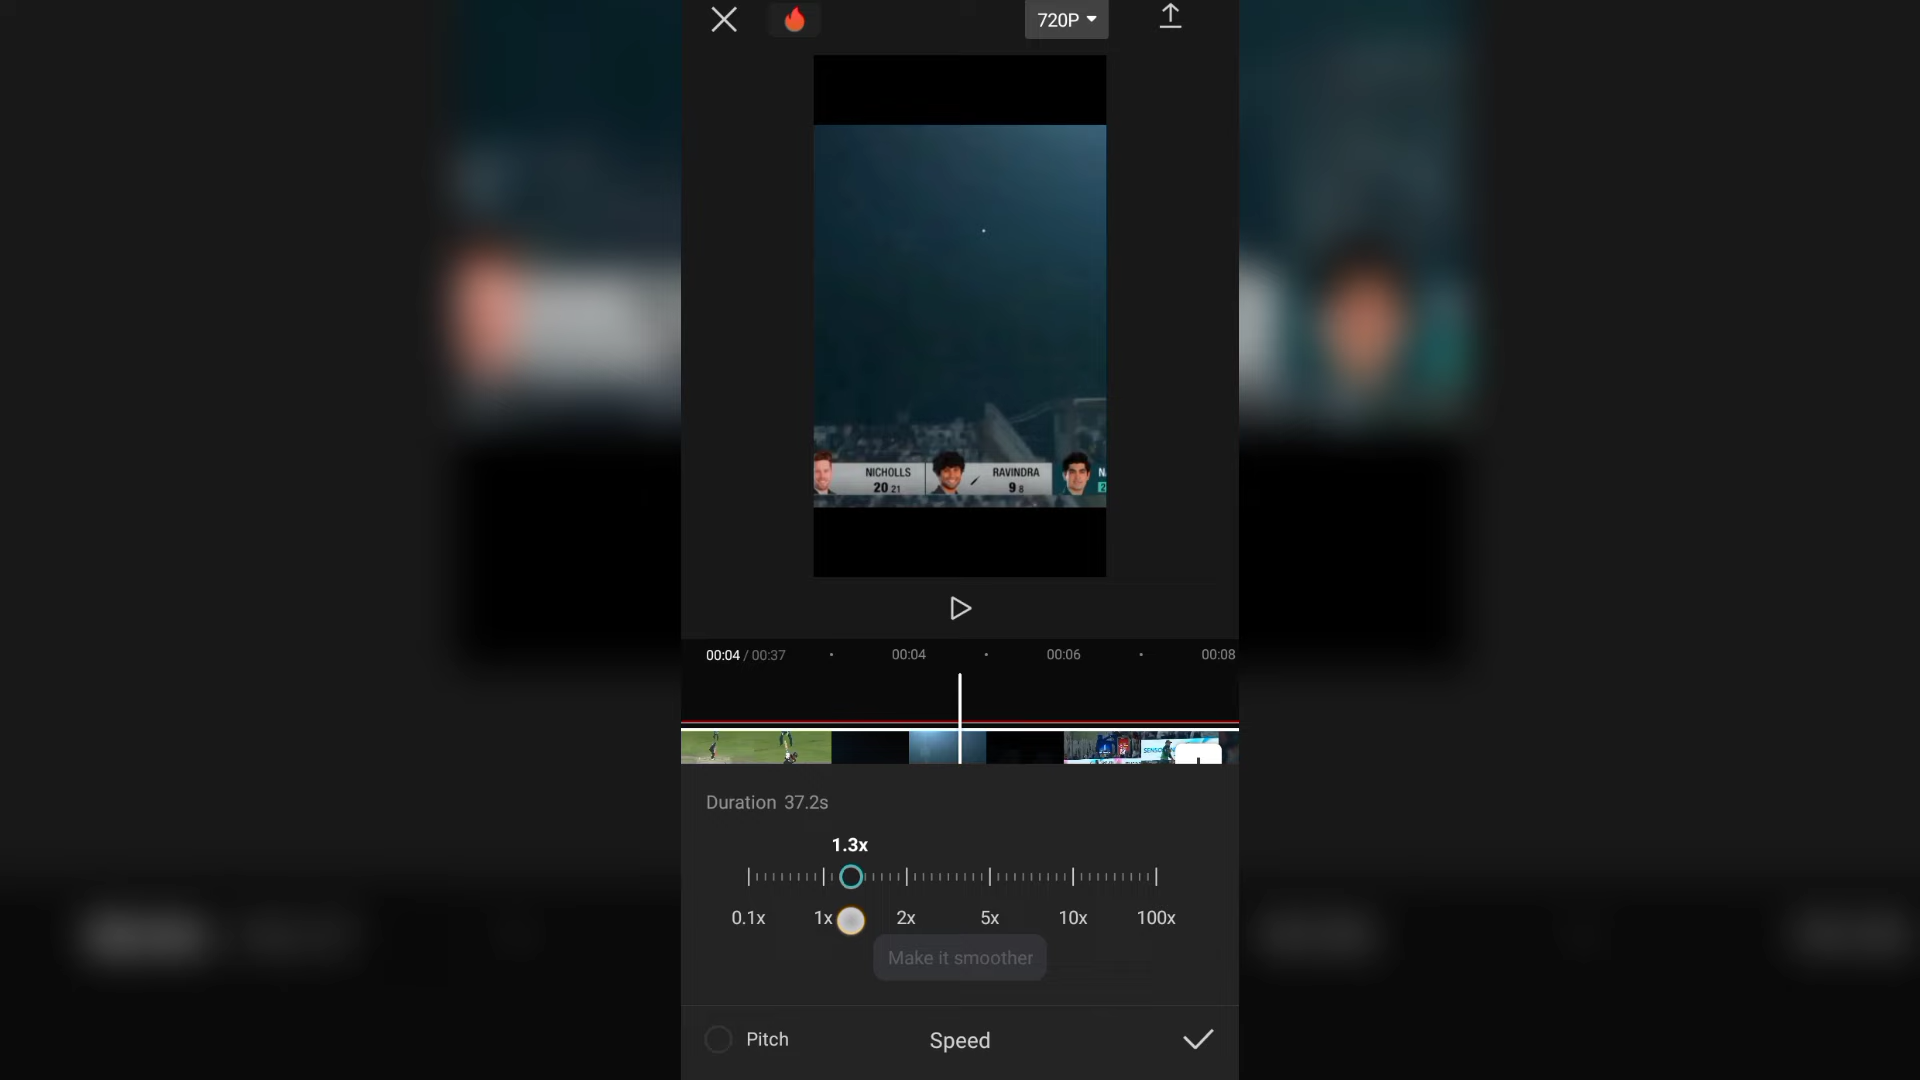 720P
NICHOLLS
20 21
RAVINDRA
9 8
00:04 / 00:37
00:04
00:06
00:08
Duration 37.2s
1.3x
0.1x 1x 2x 5x 10x 100x
Make it smoother
Pitch
Speed